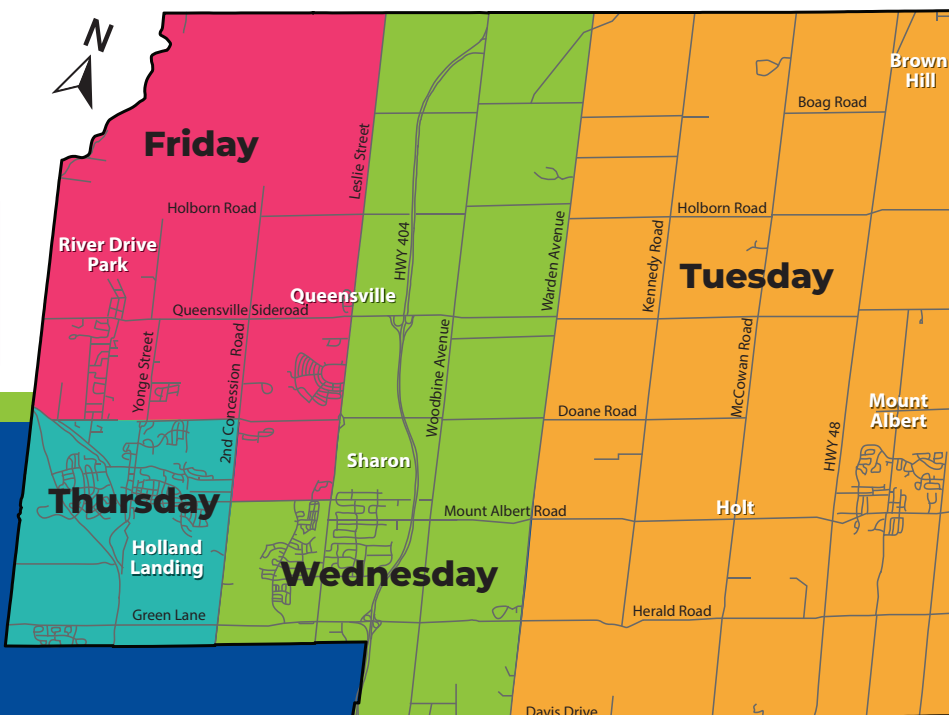 N
Brown
Hill
Boag Road
Friday
Leslie Street
Holborn Road
Holborn Road
River Drive
Park
HWY 404
Warden Avenue
Kennedy Road
Tuesday
Queensville
Queensville Sideroad
Yonge Street
2nd Concession Road
Woodbine Avenue
McCowan Road
Doane Road
Mount
Albert
HWY 48
Sharon
Thursday
Mount Albert Road
Holt
Holland
Landing
Wednesday
Green Lane
Herald Road
Davis Drive